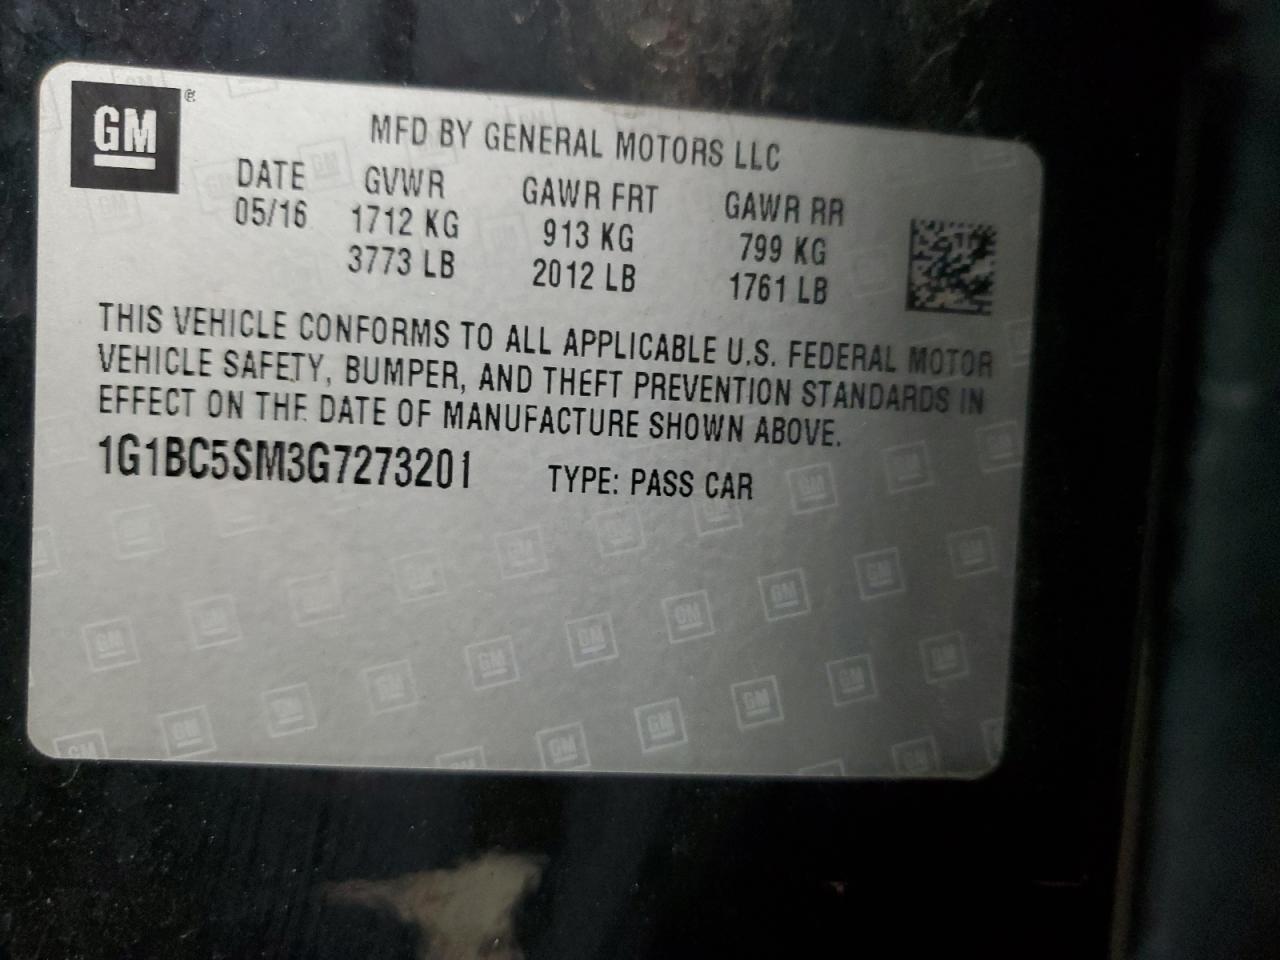 GM
MFD BY GENERAL MOTORS LLC
DATE GVWR GAWR FRT GAWR RR
05/16 1712 KG 913 KG 799 KG
3773 LB 2012 LB 1761 LB
THIS VEHICLE CONFORMS TO ALL APPLICABLE U.S. FEDERAL MOTOR
VEHICLE SAFETY, BUMPER, AND THEFT PREVENTION STANDARDS IN
EFFECT ON THE DATE OF MANUFACTURE SHOWN ABOVE.
1G1BC5SM3G7273201 TYPE: PASS CAR